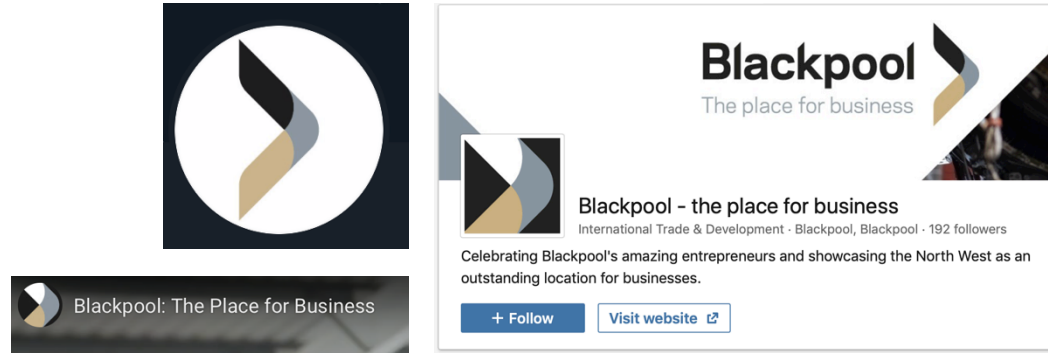 Blackpool: The Place for Business
Blackpool
The place for business
Blackpool - the place for business
International Trade & Development · Blackpool, Blackpool · 192 followers
Celebrating Blackpool's amazing entrepreneurs and showcasing the North West as an
outstanding location for businesses.
+ Follow
Visit website